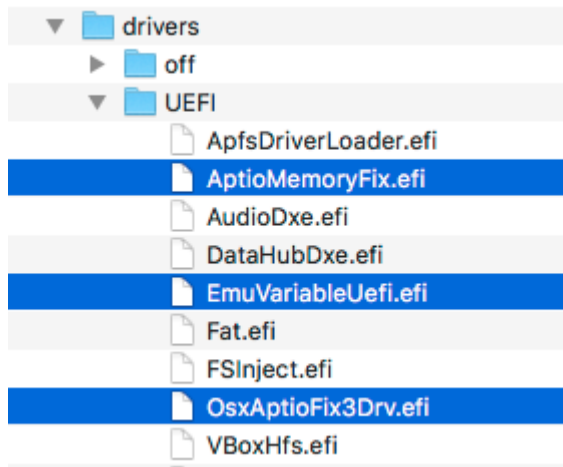 drivers
off
UEFI
ApfsDriverLoader.efi
AptioMemoryFix.efi
AudioDxe.efi
DataHubDxe.efi
EmuVariableUefi.efi
Fat.efi
FSInject.efi
OsxAptioFix3Drv.efi
VBoxHfs.efi